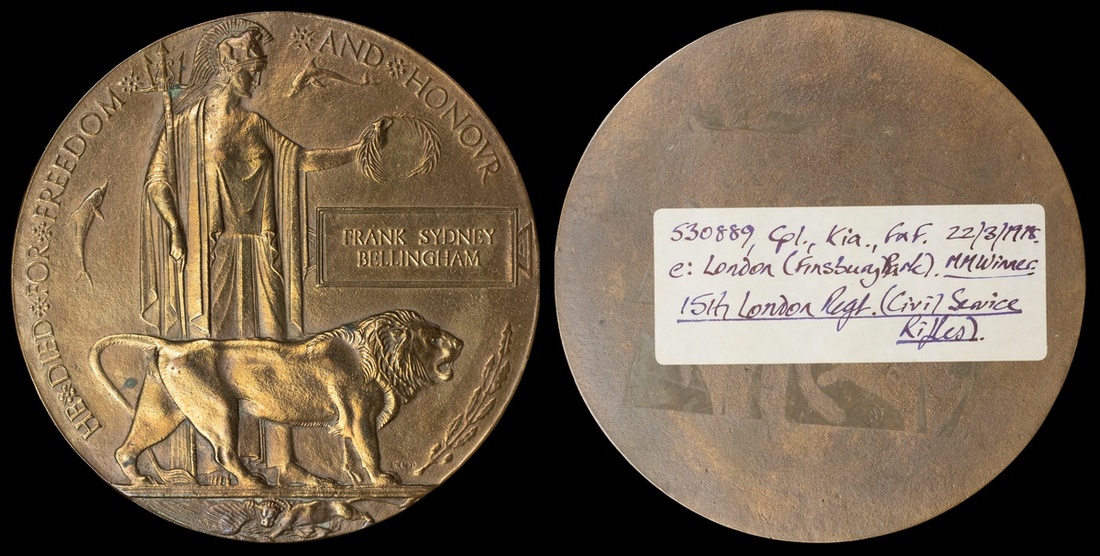 HE ✻ DIED ✻ FOR ✻ FREEDOM ✻ ✻ AND ✻ HONOVR
FRANK SYDNEY
BELLINGHAM
530889, Cpl., Kia., FaF. 22/3/1918.
e: London (Finsbury Park). MM Winner.
15th London Regt. (Civil Service
Rifles).